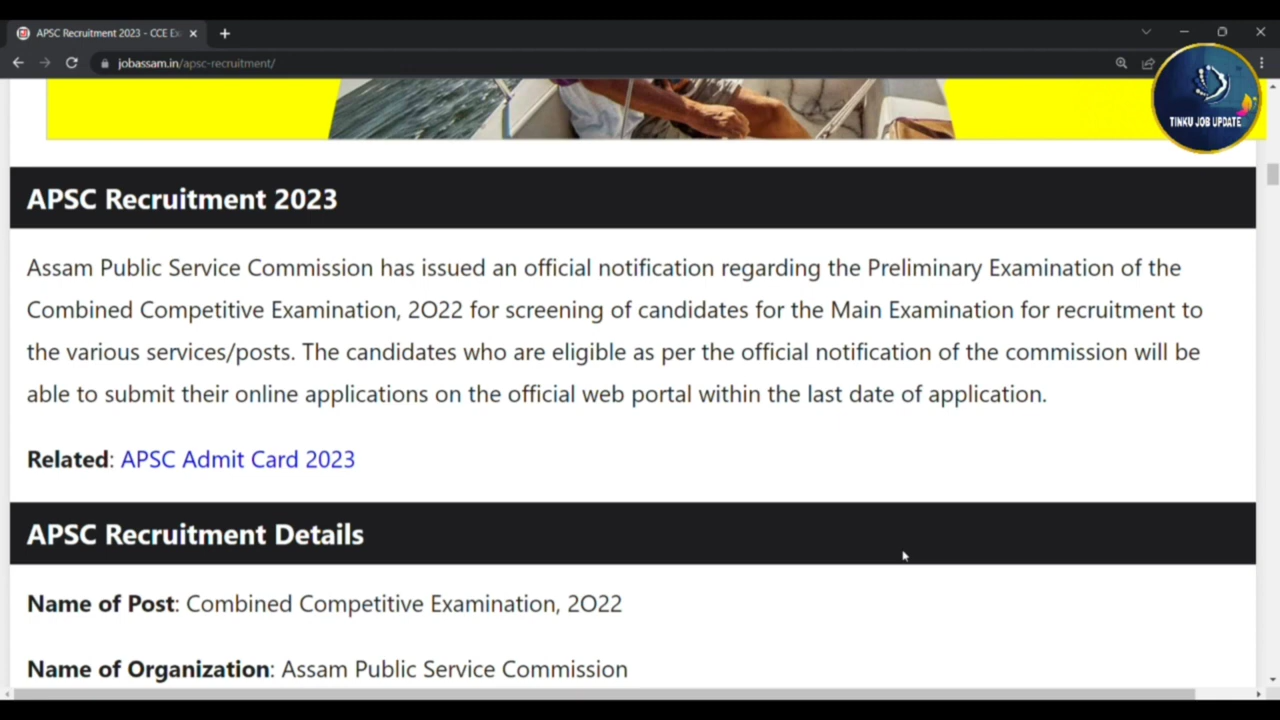 APSC Recruitment 2023 - CCE Ex
jobassam.in/apsc-recruitment/
TINKU JOB UPDATE
APSC Recruitment 2023
Assam Public Service Commission has issued an official notification regarding the Preliminary Examination of the
Combined Competitive Examination, 2O22 for screening of candidates for the Main Examination for recruitment to
the various services/posts. The candidates who are eligible as per the official notification of the commission will be
able to submit their online applications on the official web portal within the last date of application.
Related: APSC Admit Card 2023
APSC Recruitment Details
Name of Post: Combined Competitive Examination, 2O22
Name of Organization: Assam Public Service Commission